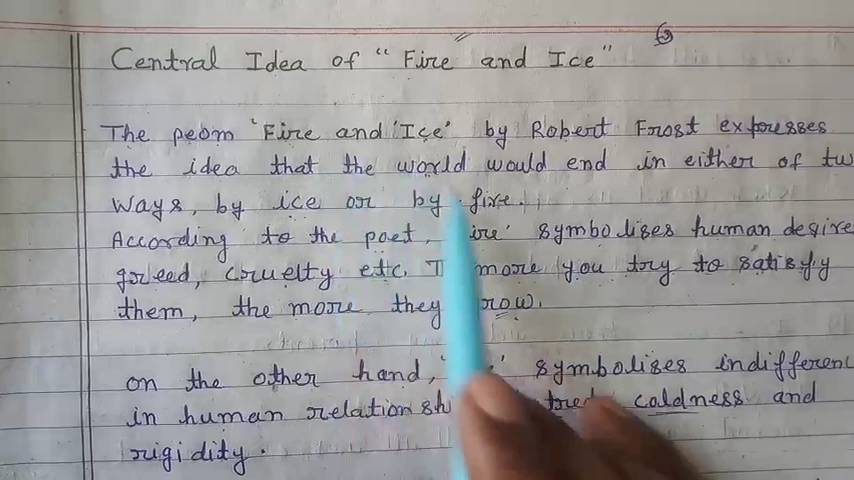 Central Idea of "Fire and Ice"
The peom 'Fire and 'Ice' by Robert Frost expresses
the idea that the world would end in either of
ways, by ice or by fire.
According to the poet, symbolises human desire
greed, cruelty etc. more you try to satisfy
them, the more they
on the other hand, symbolises
in human coldness and
rigidity.